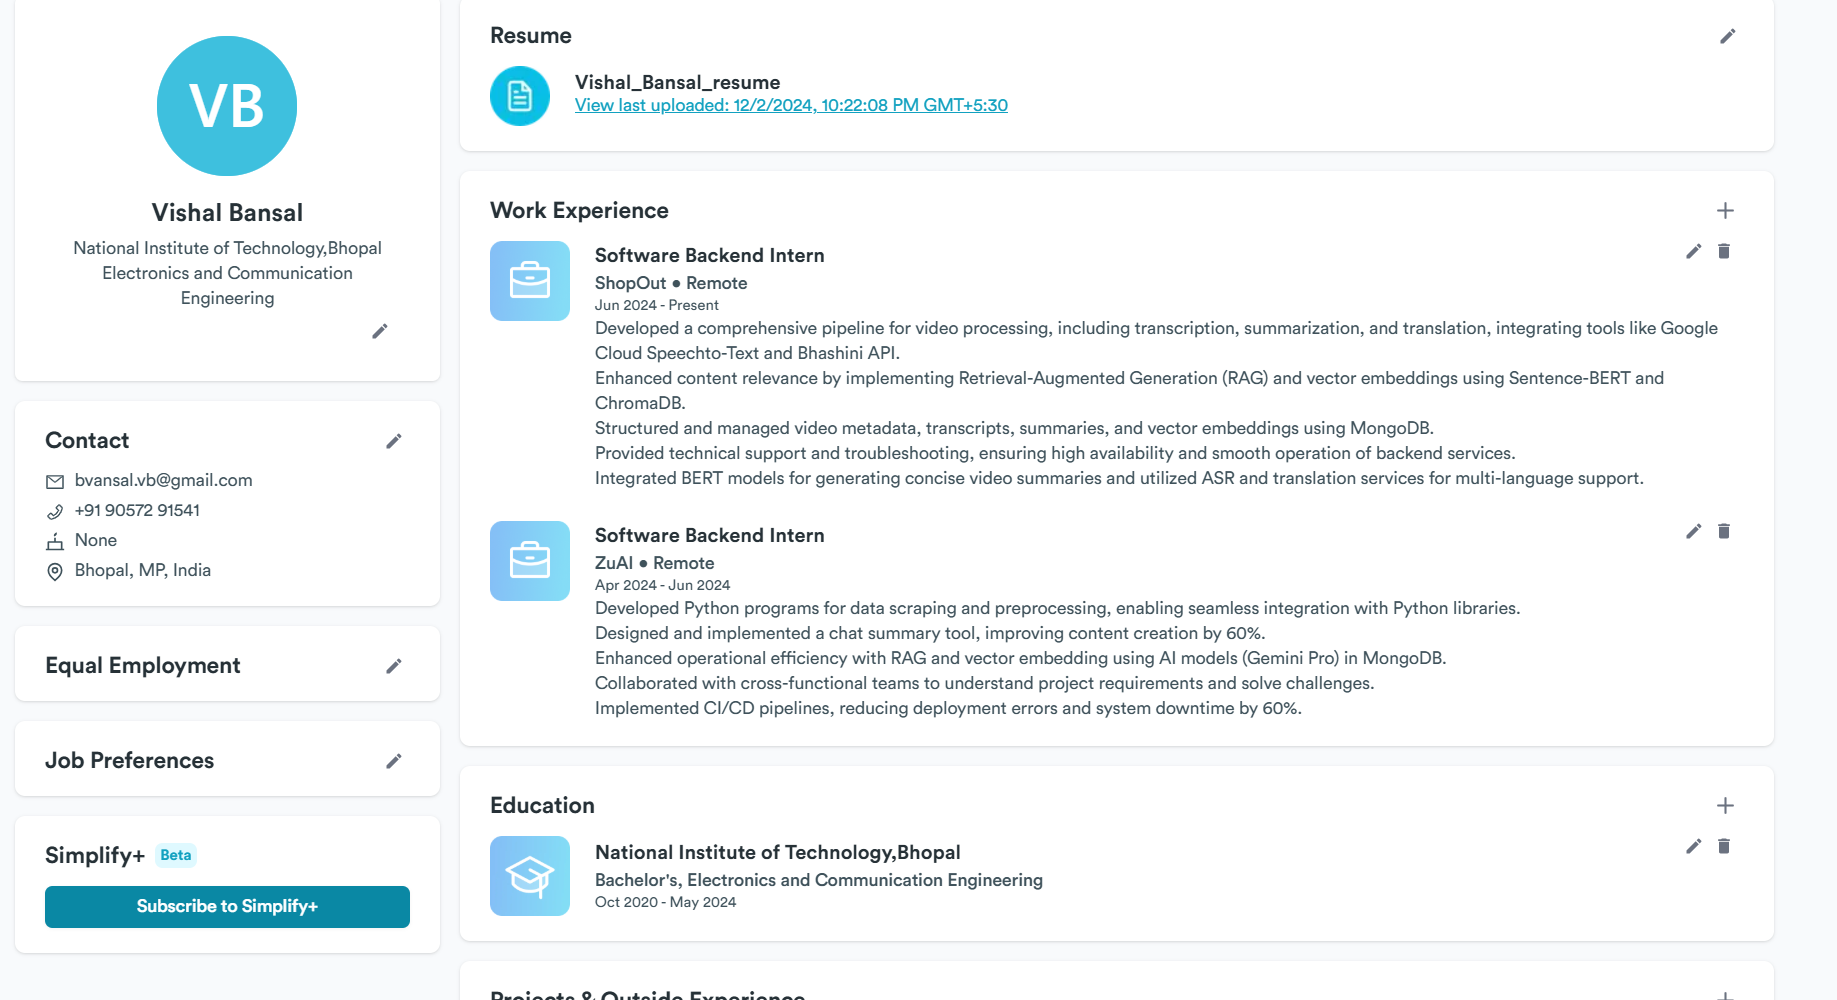 VB
Vishal Bansal
National Institute of Technology,Bhopal
Electronics and Communication
Engineering
Contact
bvansal.vb@gmail.com
+91 90572 91541
None
Bhopal, MP, India
Equal Employment
Job Preferences
Simplify+ Beta
Subscribe to Simplify+
Resume
Vishal_Bansal_resume
View last uploaded: 12/2/2024, 10:22:08 PM GMT+5:30
Work Experience
Software Backend Intern
ShopOut • Remote
Jun 2024 - Present
Developed a comprehensive pipeline for video processing, including transcription, summarization, and translation, integrating tools like Google
Cloud Speechto-Text and Bhashini API.
Enhanced content relevance by implementing Retrieval-Augmented Generation (RAG) and vector embeddings using Sentence-BERT and
ChromaDB.
Structured and managed video metadata, transcripts, summaries, and vector embeddings using MongoDB.
Provided technical support and troubleshooting, ensuring high availability and smooth operation of backend services.
Integrated BERT models for generating concise video summaries and utilized ASR and translation services for multi-language support.
Software Backend Intern
ZuAI • Remote
Apr 2024 - Jun 2024
Developed Python programs for data scraping and preprocessing, enabling seamless integration with Python libraries.
Designed and implemented a chat summary tool, improving content creation by 60%.
Enhanced operational efficiency with RAG and vector embedding using AI models (Gemini Pro) in MongoDB.
Collaborated with cross-functional teams to understand project requirements and solve challenges.
Implemented CI/CD pipelines, reducing deployment errors and system downtime by 60%.
Education
National Institute of Technology,Bhopal
Bachelor's, Electronics and Communication Engineering
Oct 2020 - May 2024
Projects & Outside Experience